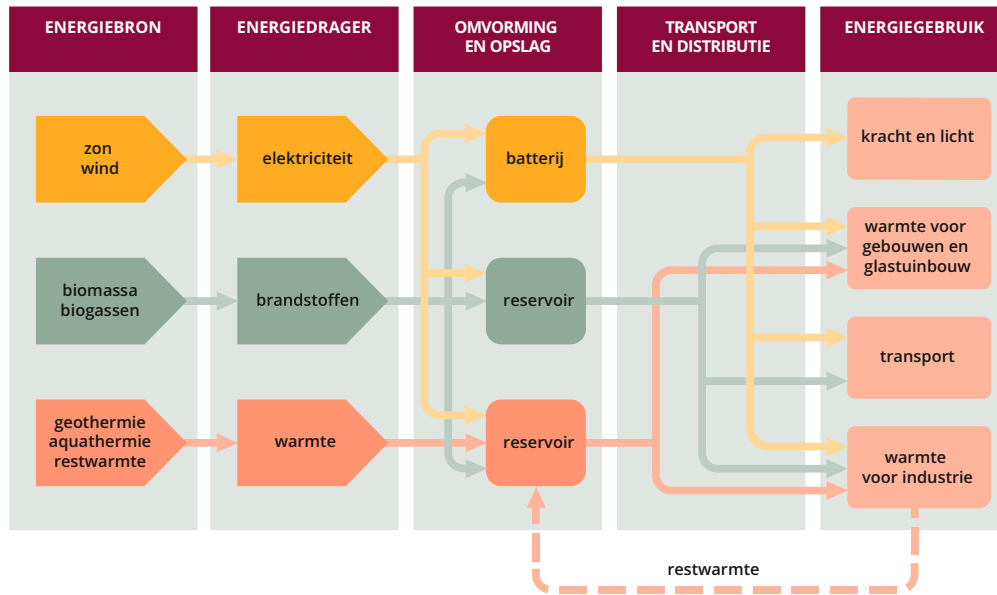 ENERGIEBRON
ENERGIEDRAGER
OMVORMING
EN OPSLAG
TRANSPORT
EN DISTRIBUTIE
ENERGIEGEBRUIK
zon
wind
elektriciteit
batterij
kracht en licht
biomassa
biogassen
brandstoffen
reservoir
warmte voor
gebouwen en
glastuinbouw
transport
geothermie
aquathermie
restwarmte
warmte
reservoir
warmte
voor industrie
restwarmte